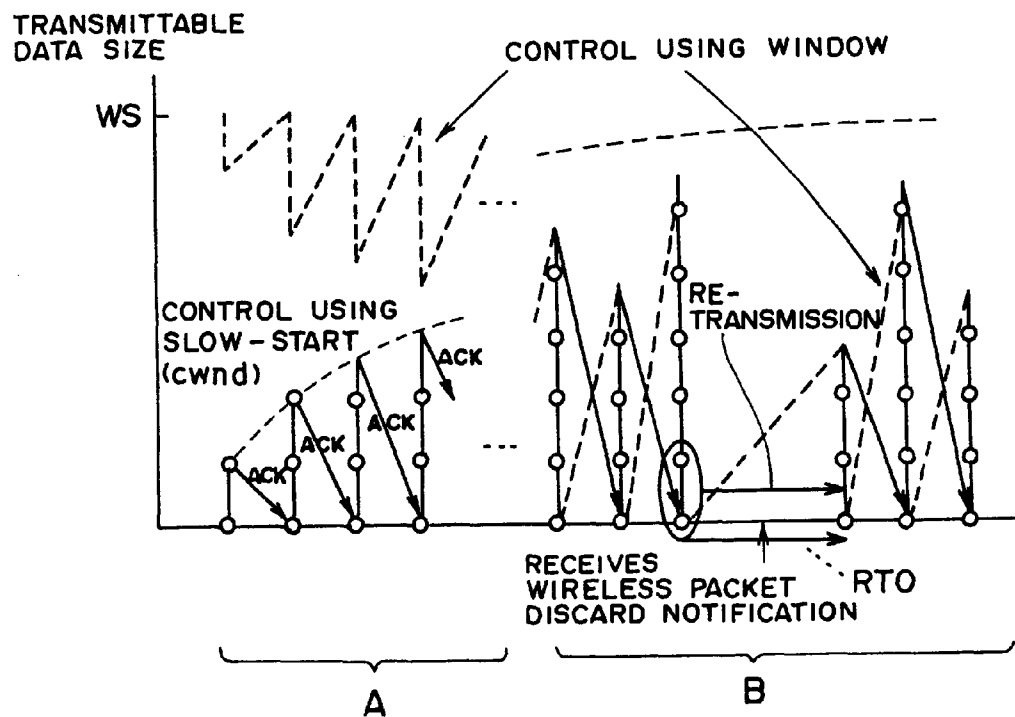 TRANSMITTABLE
DATA SIZE
CONTROL USING WINDOW
WS
CONTROL USING
SLOW-START
(cwnd)
ACK
ACK
ACK
ACK
RE-
TRANSMISSION
RECEIVES
WIRELESS PACKET
DISCARD NOTIFICATION
RTO
A
B